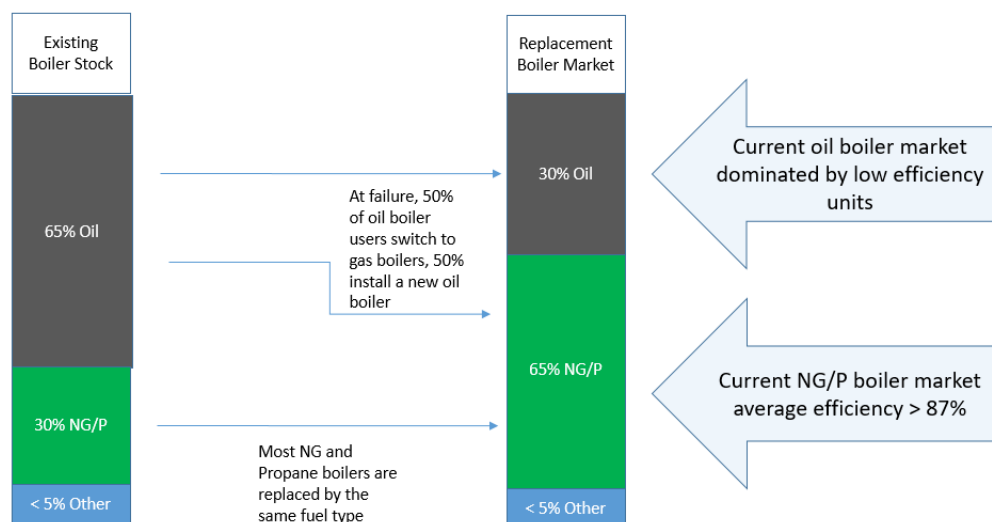 Existing
Boiler Stock
65% Oil
30% NG/P
< 5% Other
At failure, 50%
of oil boiler
users switch to
gas boilers, 50%
install a new oil
boiler
Most NG and
Propane boilers are
replaced by the
same fuel type
Replacement
Boiler Market
30% Oil
65% NG/P
< 5% Other
Current oil boiler market
dominated by low efficiency
units
Current NG/P boiler market
average efficiency > 87%